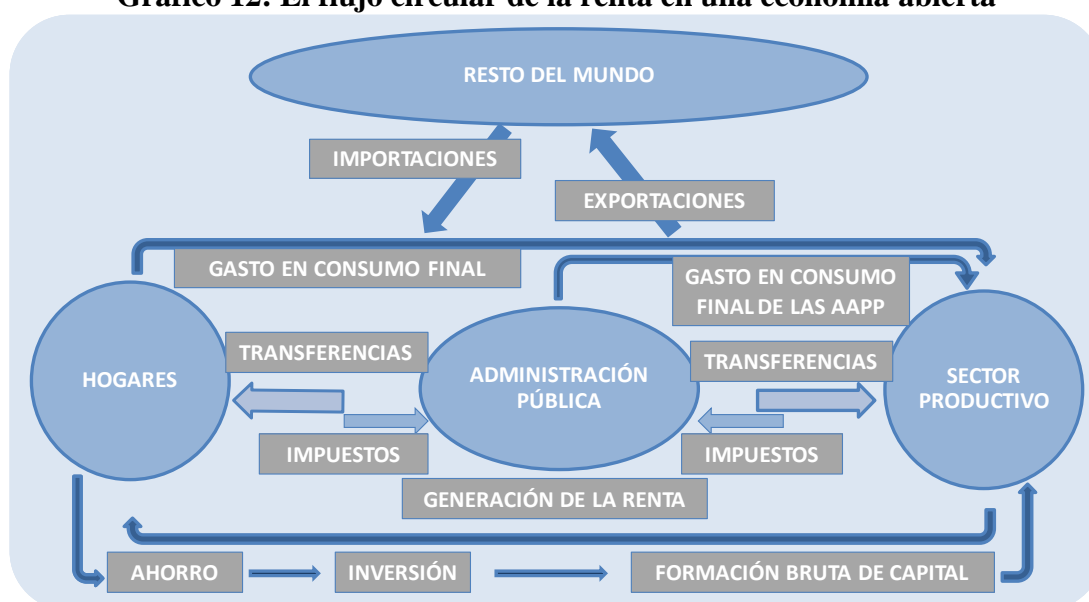 Gráfico 12: El flujo circular de la renta en una economía abierta
RESTO DEL MUNDO
IMPORTACIONES
EXPORTACIONES
GASTO EN CONSUMO FINAL
GASTO EN CONSUMO
FINAL DE LAS AAPP
TRANSFERENCIAS
TRANSFERENCIAS
HOGARES
ADMINISTRACIÓN
PÚBLICA
SECTOR
PRODUCTIVO
IMPUESTOS
IMPUESTOS
GENERACIÓN DE LA RENTA
AHORRO
INVERSIÓN
FORMACIÓN BRUTA DE CAPITAL